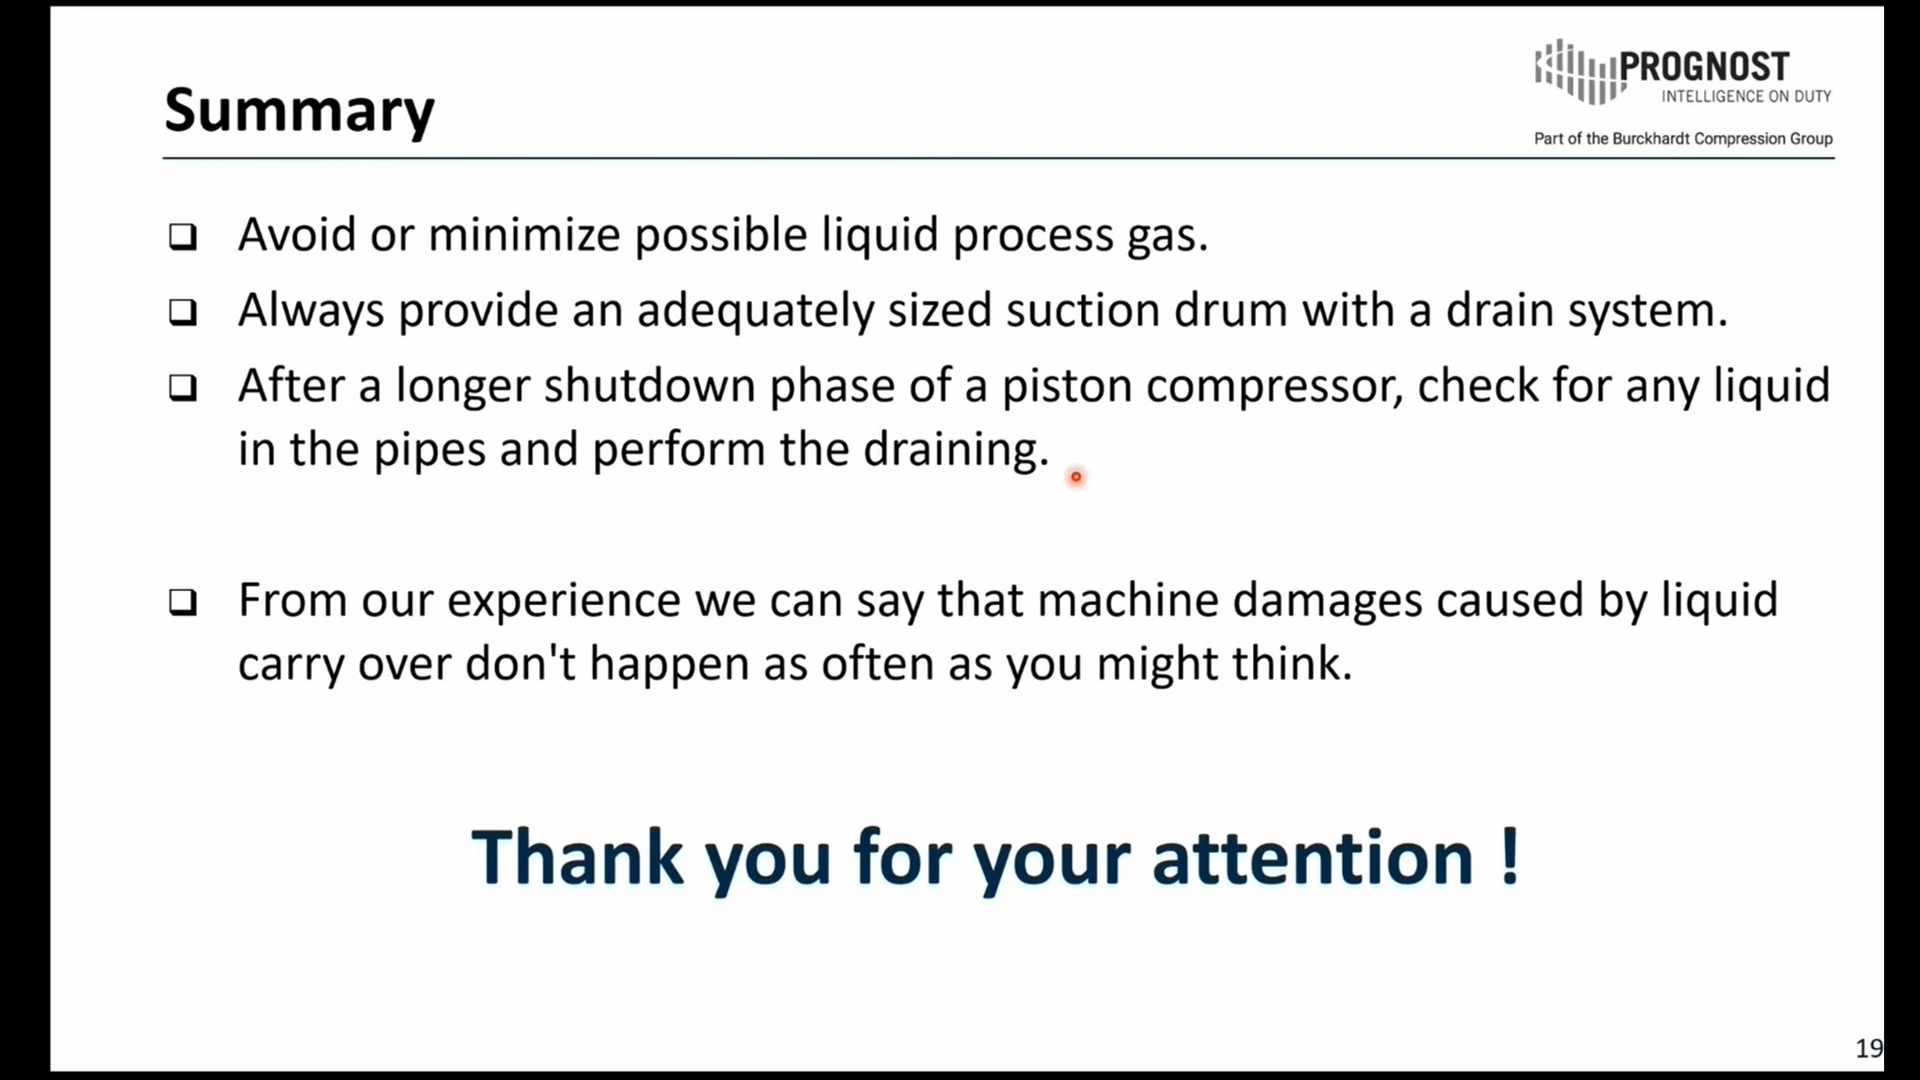 PROGNOST
INTELLIGENCE ON DUTY
Part of the Burckhardt Compression Group
Summary
❑ Avoid or minimize possible liquid process gas.
❑ Always provide an adequately sized suction drum with a drain system.
❑ After a longer shutdown phase of a piston compressor, check for any liquid
in the pipes and perform the draining.
❑ From our experience we can say that machine damages caused by liquid
carry over don't happen as often as you might think.
Thank you for your attention !
19